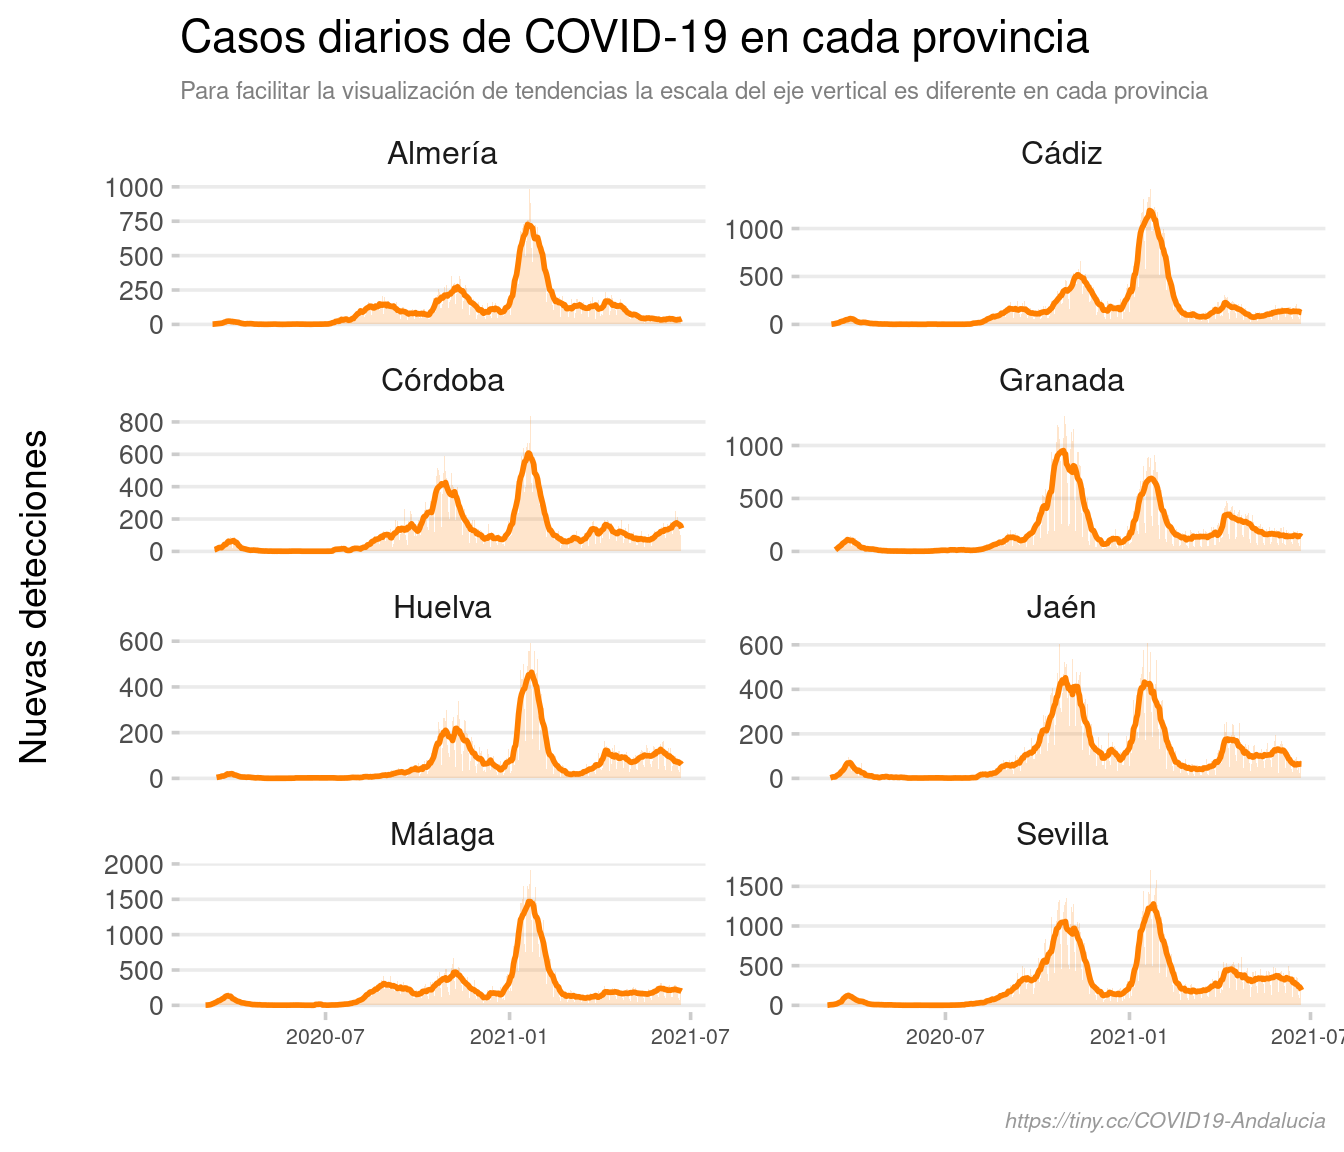 Casos diarios de COVID-19 en cada provincia
Para facilitar la visualización de tendencias la escala del eje vertical es diferente en cada provincia
Nuevas detecciones
Almería
1000
750
500
250
0
Cádiz
1000
500
0
Córdoba
800
600
400
200
0
Granada
1000
500
0
Huelva
600
400
200
0
Jaén
600
400
200
0
Málaga
2000
1500
1000
500
0
2020-07 2021-01 2021-07
Sevilla
1500
1000
500
0
2020-07 2021-01 2021-07
https://tiny.cc/COVID19-Andalucia